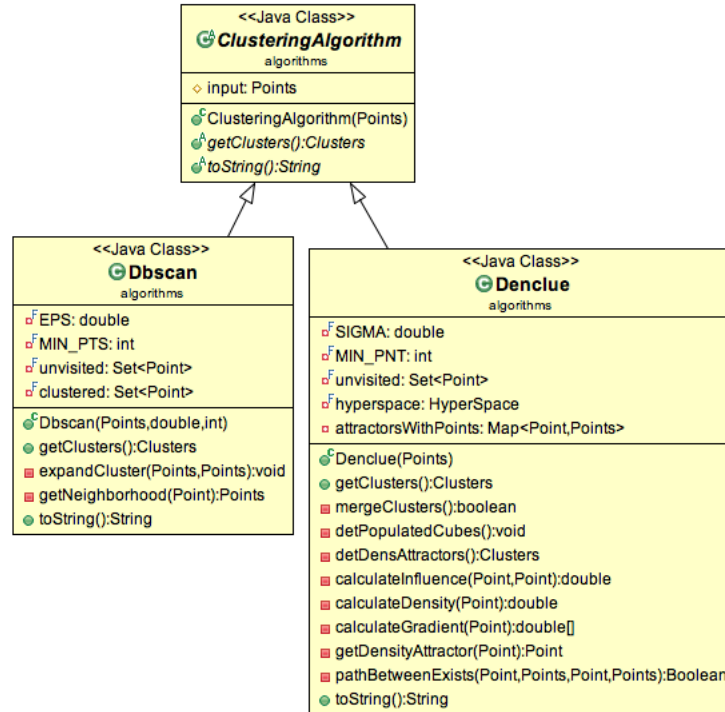 <<Java Class>>
ClusteringAlgorithm
algorithms
input: Points
ClusteringAlgorithm(Points)
getClusters():Clusters
toString():String
<<Java Class>>
Dbscan
algorithms
EPS: double
MIN_PTS: int
unvisited: Set<Point>
clustered: Set<Point>
Dbscan(Points,double,int)
getClusters():Clusters
expandCluster(Points,Points):void
getNeighborhood(Point):Points
toString():String
<<Java Class>>
Denclue
algorithms
SIGMA: double
MIN_PNT: int
unvisited: Set<Point>
hyperspace: HyperSpace
attractorsWithPoints: Map<Point,Points>
Denclue(Points)
getClusters():Clusters
mergeClusters():boolean
detPopulatedCubes():void
detDensAttractors():Clusters
calculateInfluence(Point,Point):double
calculateDensity(Point):double
calculateGradient(Point):double[]
getDensityAttractor(Point):Point
pathBetweenExists(Point,Points,Point,Points):Boolean
toString():String